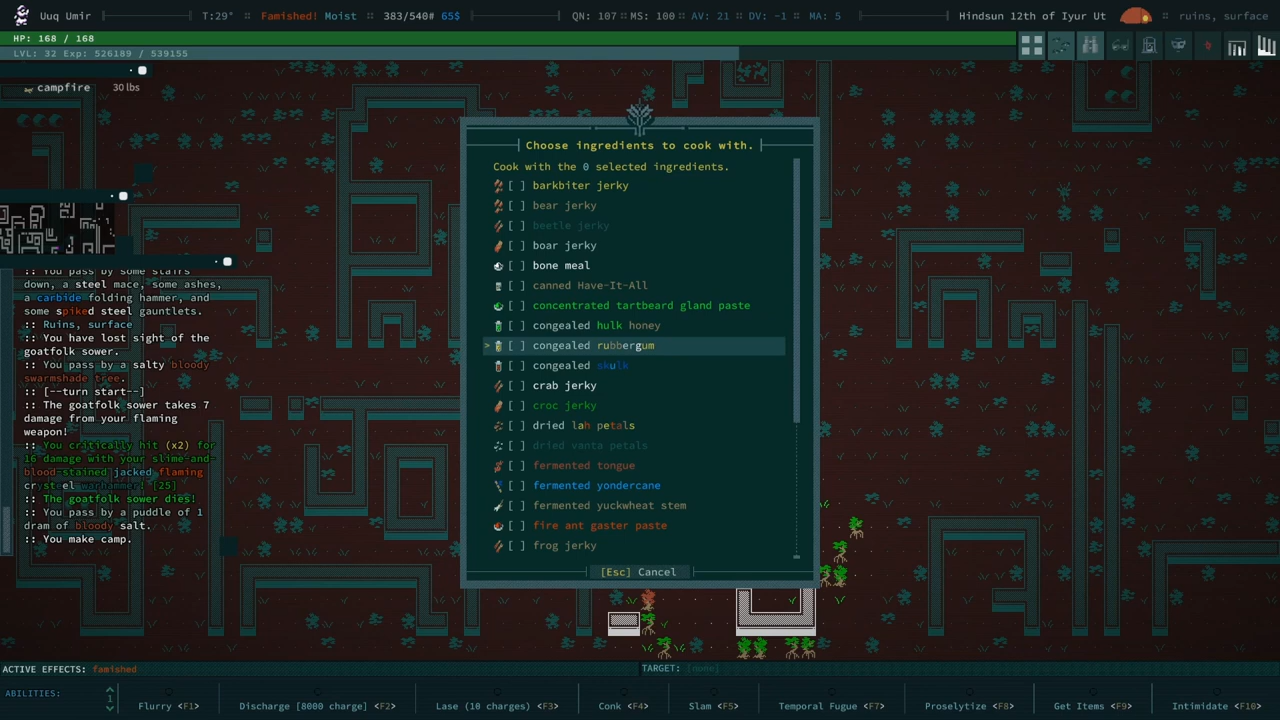 Uuq Umir
T:29° Famished! Moist :: 383/540# 65$
QN: 107 :: MS: 100 :: AV: 21 :: DV: -1 :: MA: 5
Hindsun 12th of Iyur Ut :: ruins, surface
HP: 168 / 168
LVL: 32 Exp: 526189 / 539155
campfire 30 lbs
:: You pass by some stairs
down, a steel mace, some ashes,
a carbide folding hammer, and
some spiked steel gauntlets.
:: Ruins, surface
:: You have lost sight of the
goatfolk sower.
:: You pass by a salty bloody
swarmshade tree.
:: [--turn start--]
:: The goatfolk sower takes 7
damage from your flaming
weapon!
:: You critically hit (x2) for
16 damage with your slime-and-
blood-stained jacked flaming
crysteel warhammer! [25]
:: The goatfolk sower dies!
:: You pass by a puddle of 1
dram of bloody salt.
:: You make camp.
Choose ingredients to cook with.
Cook with the 0 selected ingredients.
[ ] barkbiter jerky
[ ] bear jerky
[ ] beetle jerky
[ ] boar jerky
[ ] bone meal
[ ] canned Have-It-All
[ ] concentrated tartbeard gland paste
[ ] congealed hulk honey
> [ ] congealed rubbergum
[ ] congealed skulk
[ ] crab jerky
[ ] croc jerky
[ ] dried lah petals
[ ] dried vanta petals
[ ] fermented tongue
[ ] fermented yondercane
[ ] fermented yuckwheat stem
[ ] fire ant gaster paste
[ ] frog jerky
[Esc] Cancel
ACTIVE EFFECTS: famished
TARGET: [none]
ABILITIES: 1
Flurry <F1>
Discharge [8000 charge] <F2>
Lase (10 charges) <F3>
Conk <F4>
Slam <F5>
Temporal Fugue <F7>
Proselytize <F8>
Get Items <F9>
Intimidate <F10>